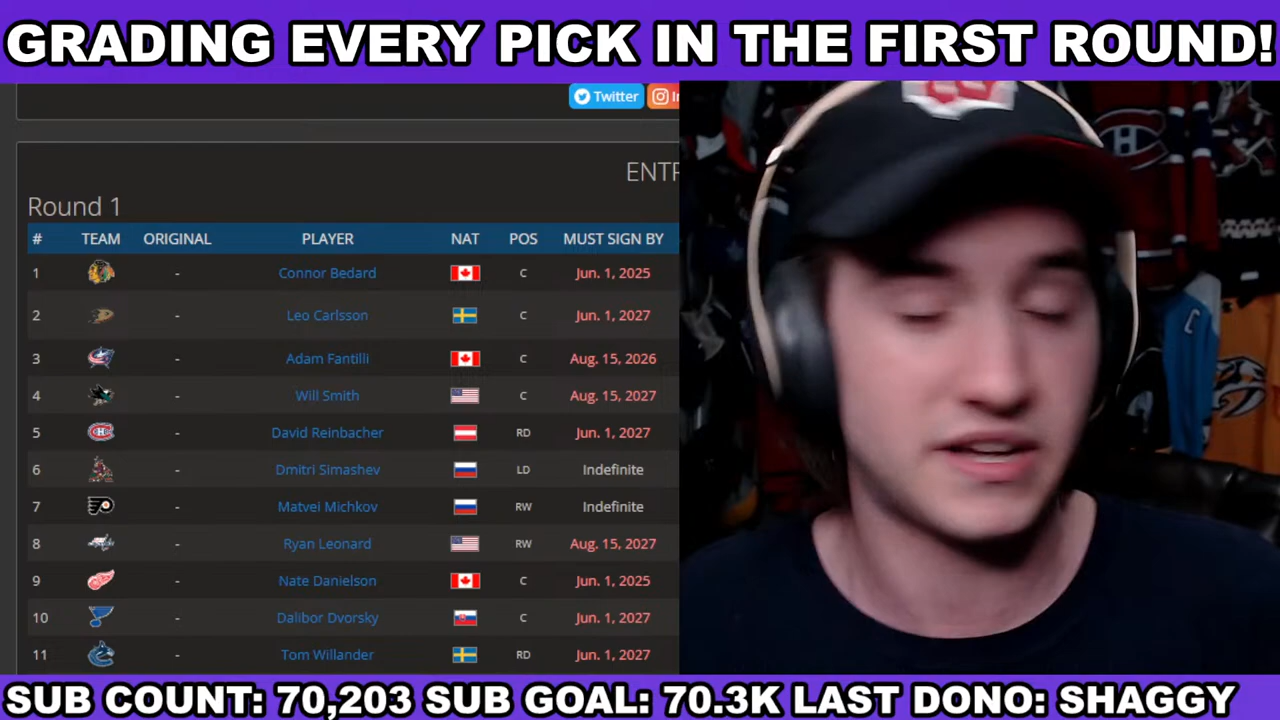 GRADING EVERY PICK IN THE FIRST ROUND!
Twitter
Round 1
# TEAM ORIGINAL PLAYER NAT POS MUST SIGN BY
1 - Connor Bedard C Jun. 1, 2025
2 - Leo Carlsson C Jun. 1, 2027
3 - Adam Fantilli C Aug. 15, 2026
4 - Will Smith C Aug. 15, 2027
5 - David Reinbacher RD Jun. 1, 2027
6 - Dmitri Simashev LD Indefinite
7 - Matvei Michkov RW Indefinite
8 - Ryan Leonard RW Aug. 15, 2027
9 - Nate Danielson C Jun. 1, 2025
10 - Dalibor Dvorsky C Jun. 1, 2027
11 - Tom Willander RD Jun. 1, 2027
SUB COUNT: 70,203 SUB GOAL: 70.3K LAST DONO: SHAGGY